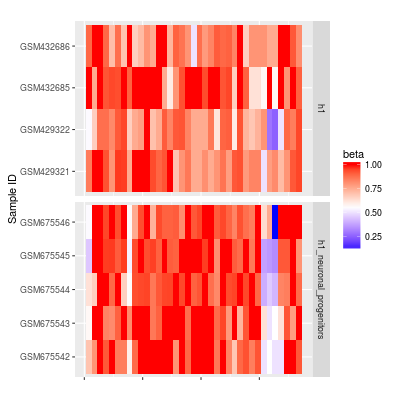 GSM432686
GSM432685
GSM429322
GSM429321
h1
GSM675546
GSM675545
GSM675544
GSM675543
GSM675542
h1_neuronal_progenitors
Sample ID
beta
1.00
0.75
0.50
0.25